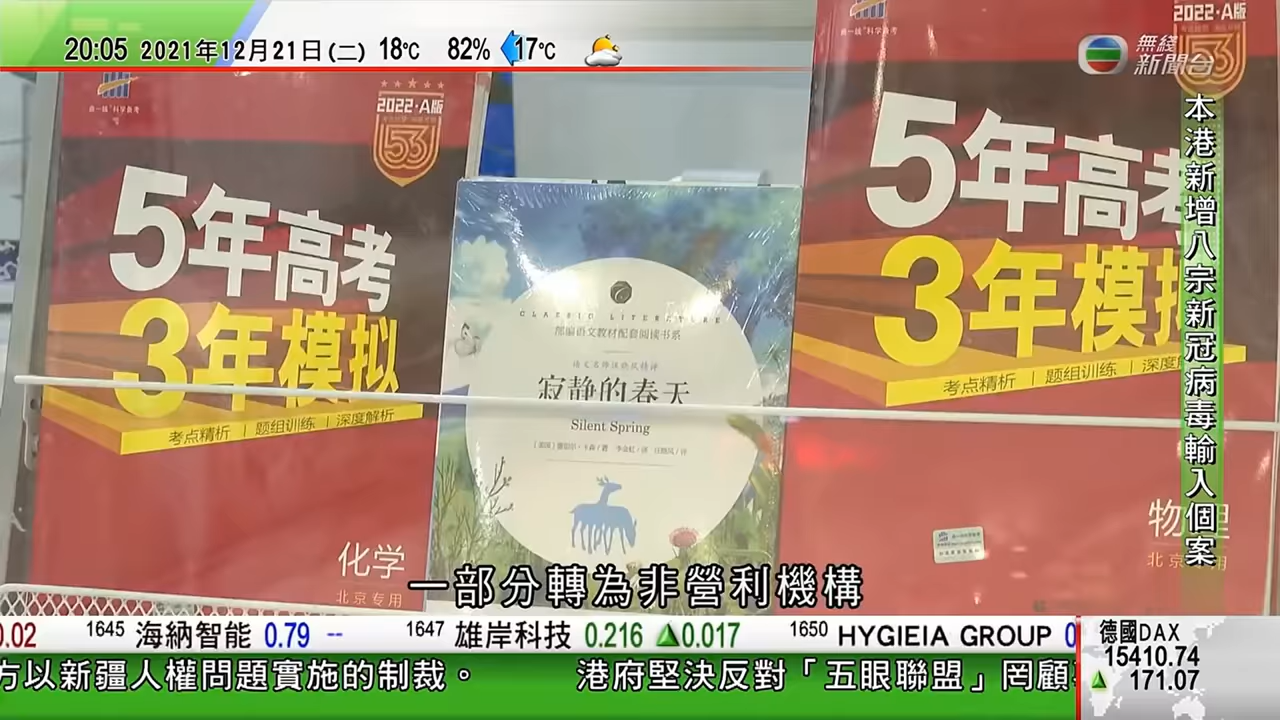 20:05 2021年12月21日(二) 18℃ 82% 17℃
無綫
新聞台
本港新增八宗新冠病毒輸入個案
2022·A版
53
5年高考
3年模拟
考点精析 | 题组训练 | 深度解析
化学
北京专用
CLASSIC LITERATURE
部编语文教材配套阅读书系
寂静的春天
Silent Spring
2022·A版
53
5年高考
3年模拟
考点精析 | 题组训练 | 深度
物理
北京
一部分轉為非營利機構
0.02 1645 海納智能 0.79 -- 1647 雄岸科技 0.216 ▲0.017 1650 HYGIEIA GROUP 0
方以新疆人權問題實施的制裁。 港府堅決反對「五眼聯盟」罔顧
德國DAX
15410.74
▲ 171.07